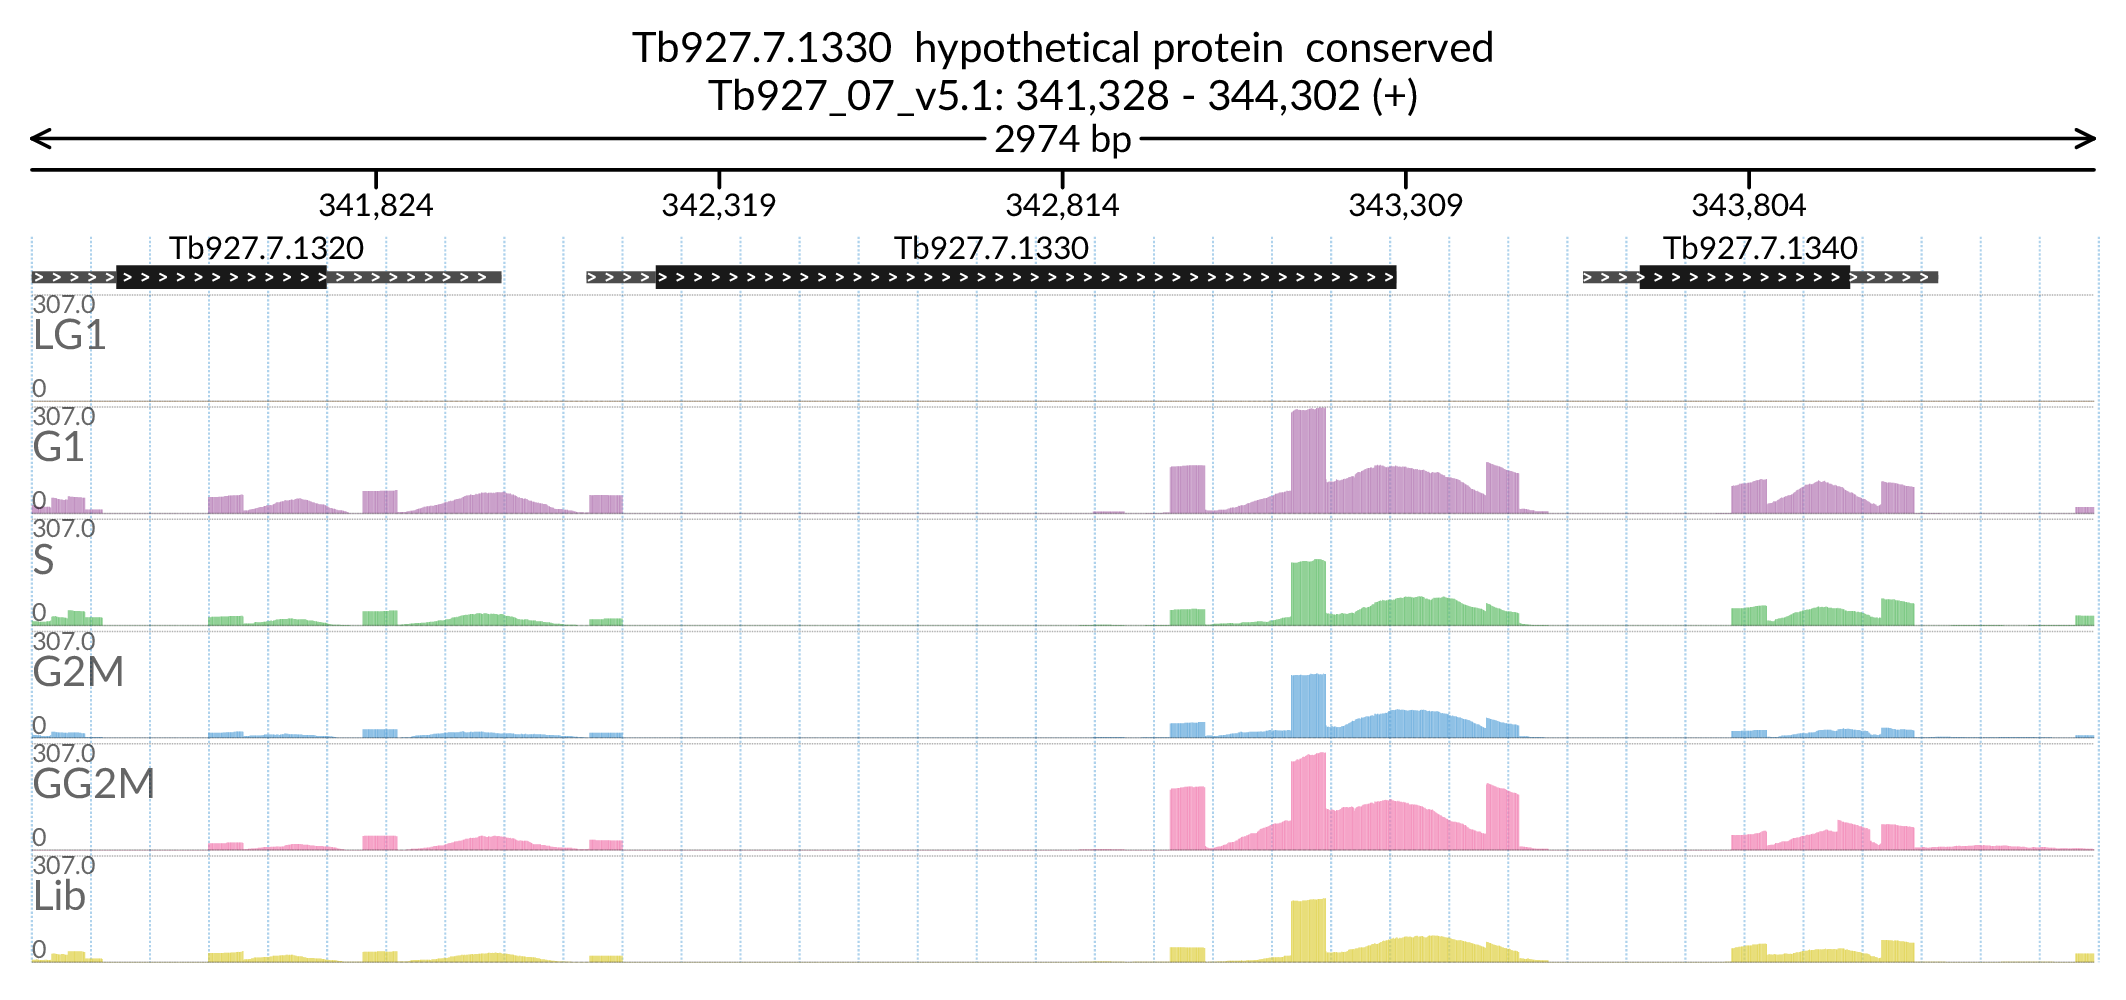 Tb927.7.1330 hypothetical protein conserved
Tb927_07_v5.1: 341,328 - 344,302 (+)
2974 bp
341,824 342,319 342,814 343,309 343,804
Tb927.7.1320 Tb927.7.1330 Tb927.7.1340
307.0
LG1
0
307.0
G1
0
307.0
S
0
307.0
G2M
0
307.0
GG2M
0
307.0
Lib
0